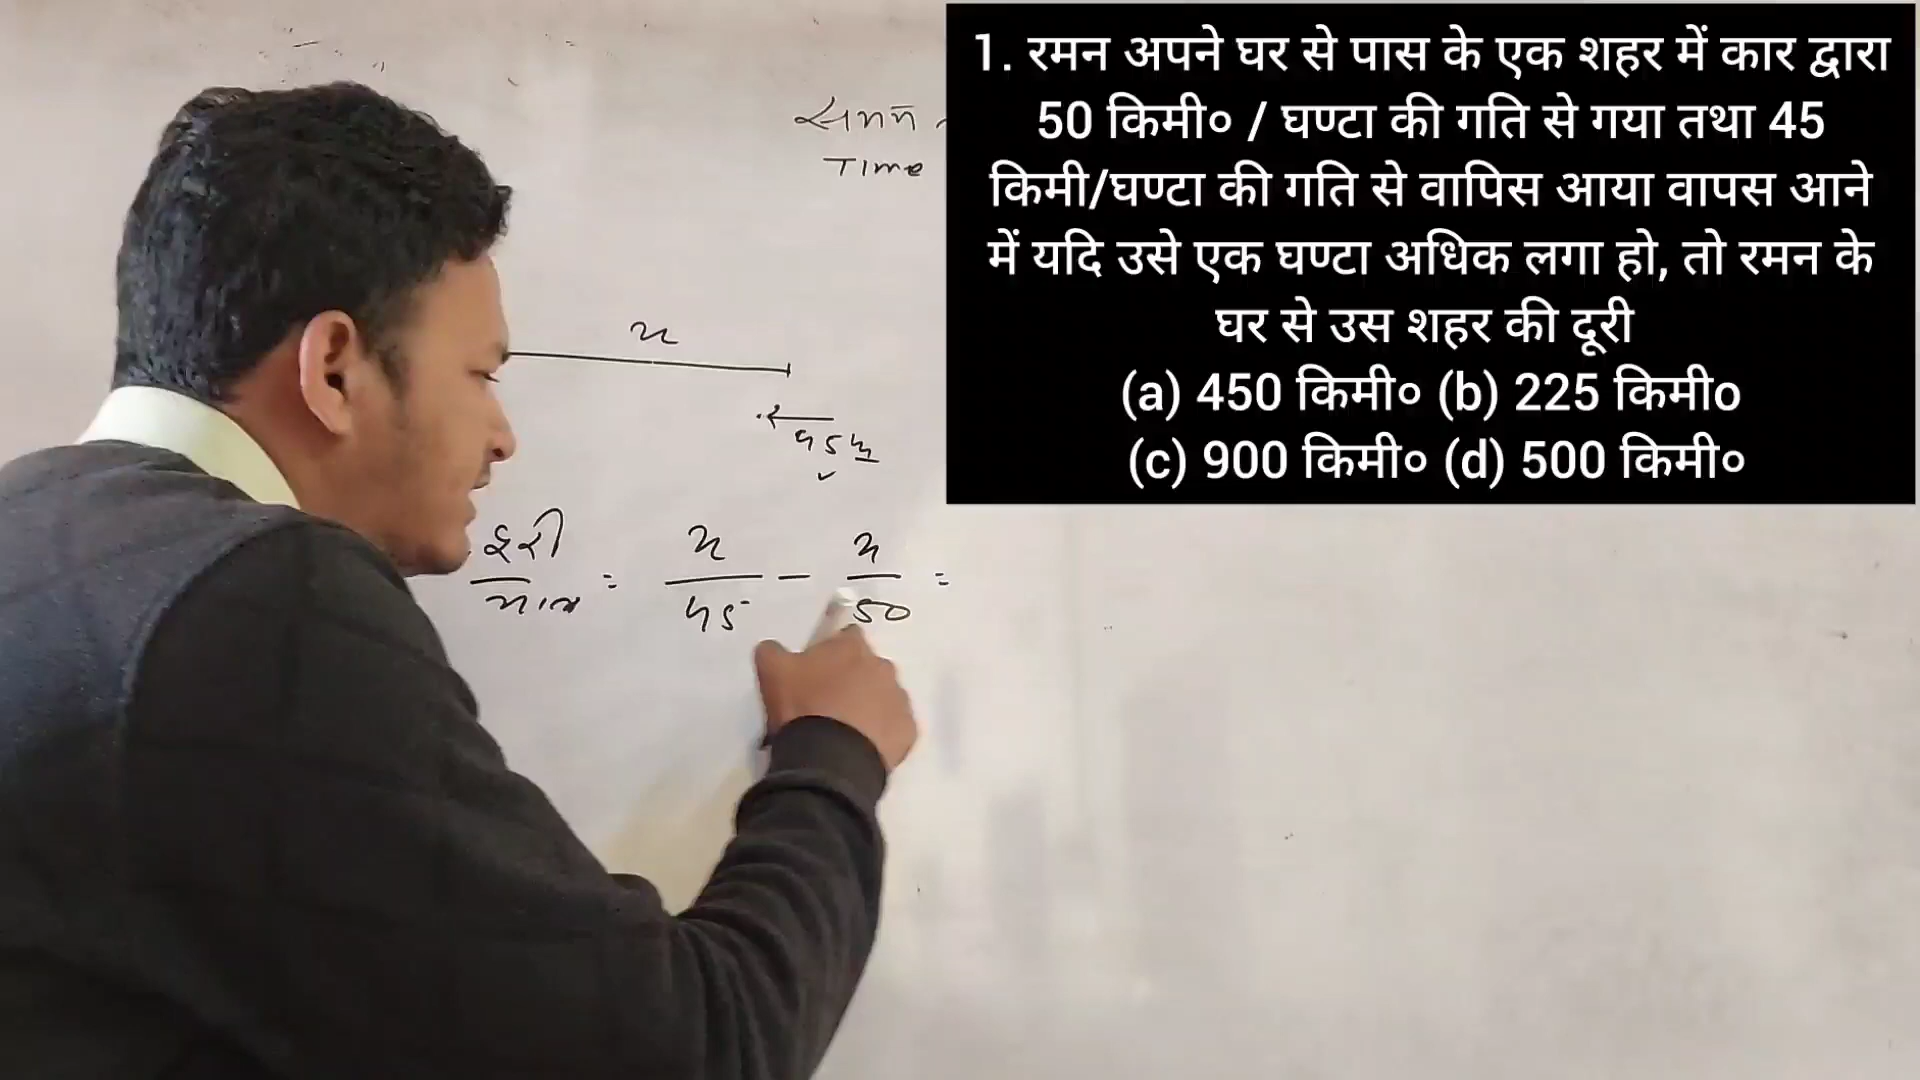 1. रमन अपने घर से पास के एक शहर में कार द्वारा
50 किमी० / घण्टा की गति से गया तथा 45
किमी/घण्टा की गति से वापिस आया वापस आने
में यदि उसे एक घण्टा अधिक लगा हो, तो रमन के
घर से उस शहर की दूरी
(a) 450 किमी० (b) 225 किमीo
(c) 900 किमी० (d) 500 किमी०
समय
Time
x
45
दूरी / चाल = x/45 - x/50 =